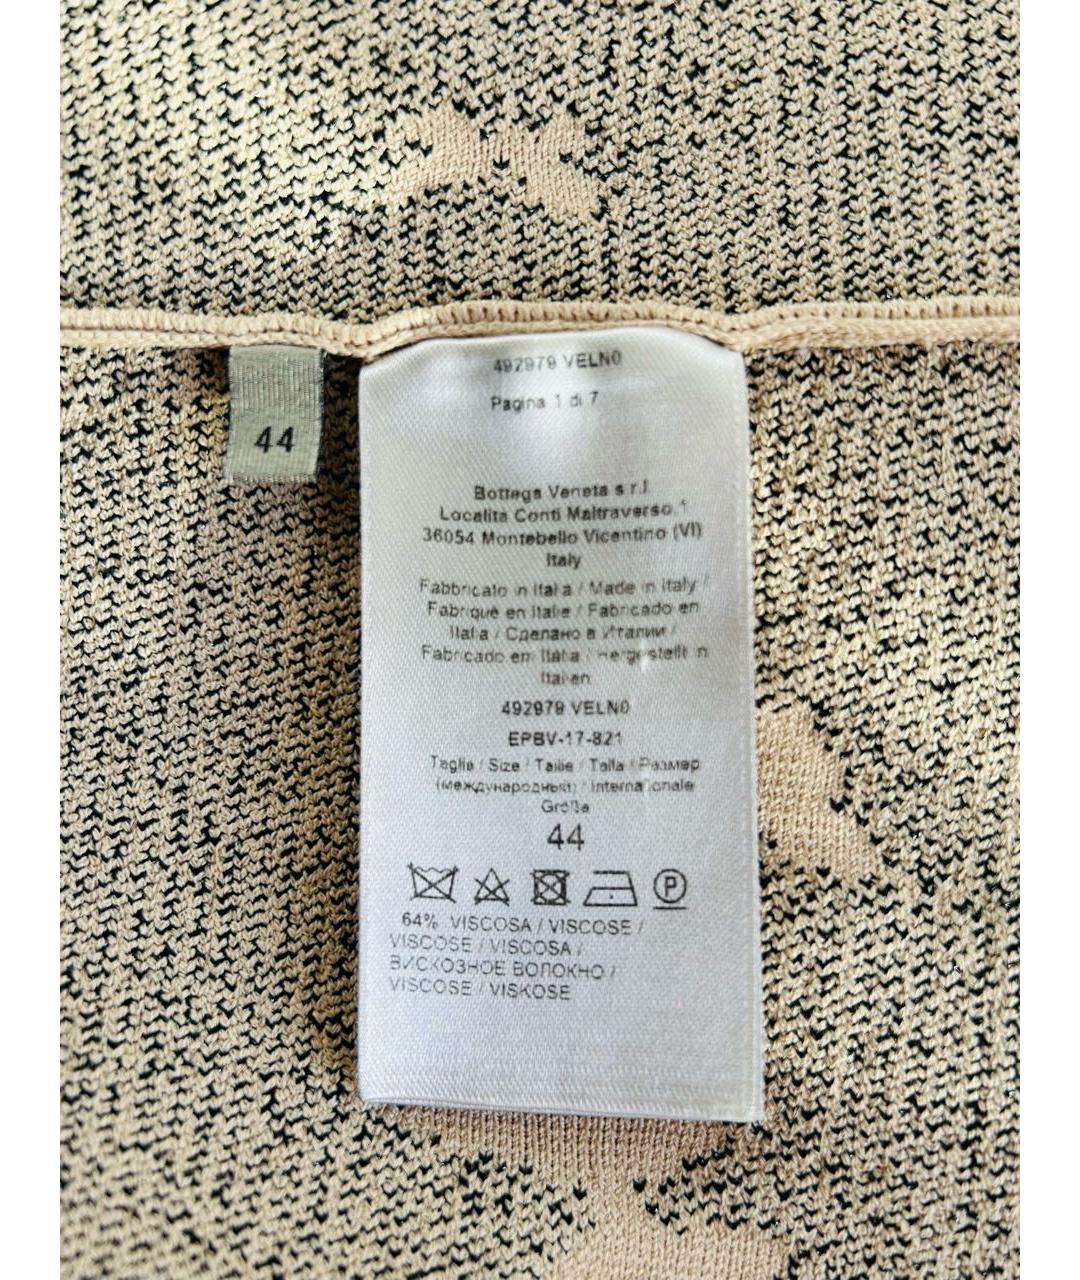 492979 VELN0
Pagina 1 di 7
44
Bottega Veneta s r.l.
Localita Conti Maltraverso 1
36054 Montebello Vicentino (VI)
Italy
Fabbricato in Italia / Made in Italy /
Fabriqué en Italie / Fabricado en
Italia / Сделано в Италии /
Fabricado em Itália / Hergestellt in
Italien
492979 VELN0
EPBV-17-821
Taglia / Size / Taille / Talla / Размер
(международный) / Internationale
Größe
44
P
64% VISCOSA / VISCOSE /
VISCOSE / VISCOSA /
ВИСКОЗНОЕ ВОЛОКНО /
VISCOSE / VISKOSE